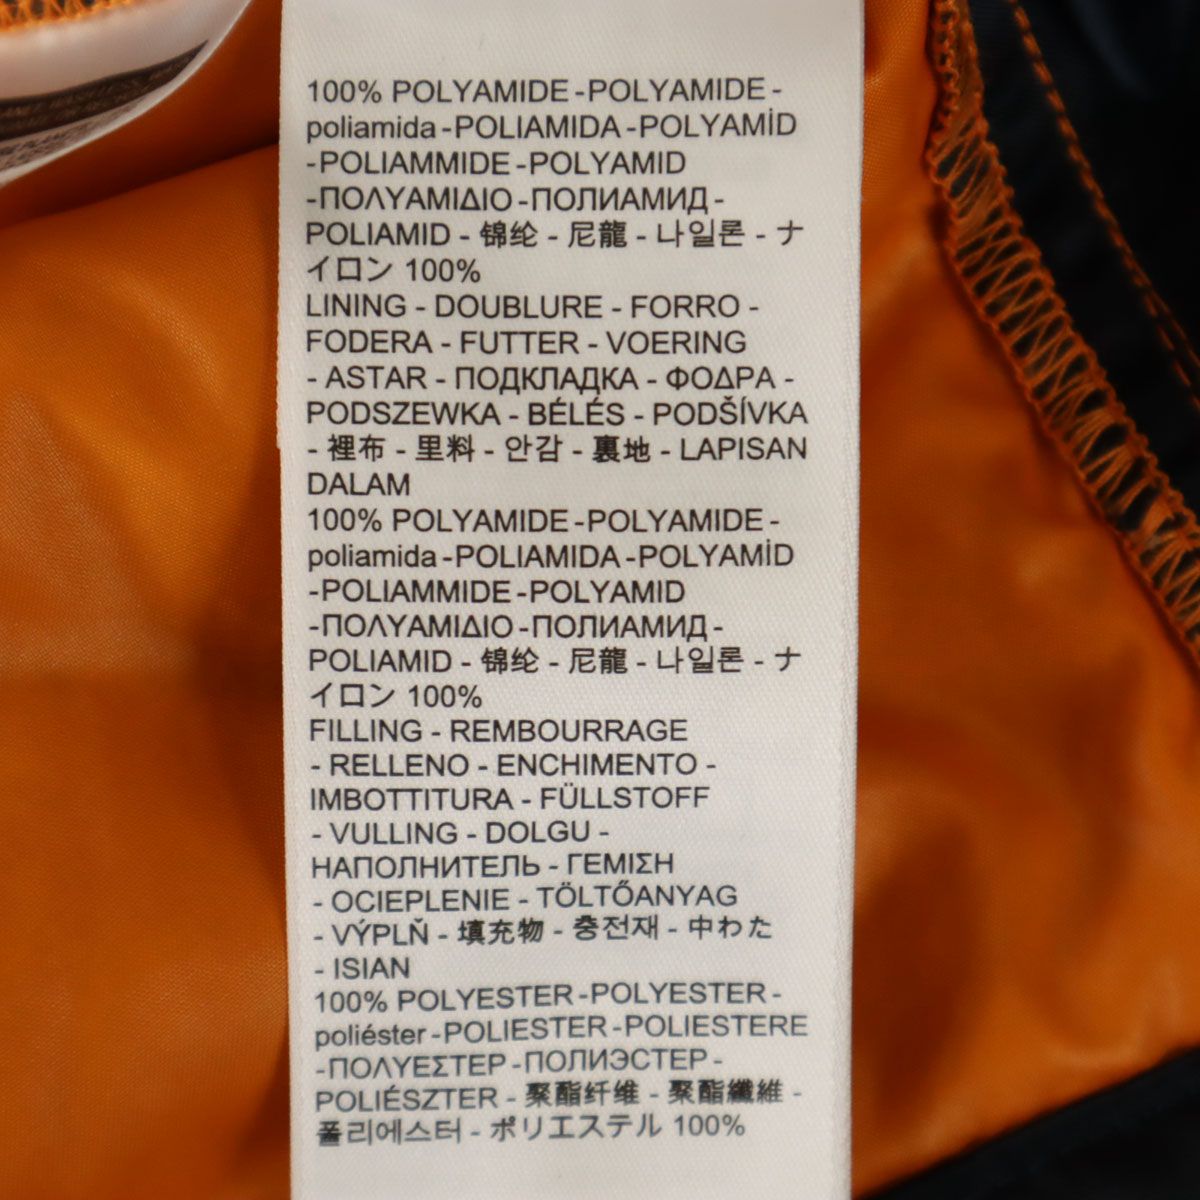 100% POLYAMIDE -POLYAMIDE -
poliamida -POLIAMIDA -POLYAMİD
-POLIAMMIDE -POLYAMID
-ΠΟΛΥΑΜΙΔΙΟ -ПОЛИАМИД -
POLIAMID - 锦纶 - 尼龍 - 나일론 - ナ
イロン 100%
LINING - DOUBLURE - FORRO -
FODERA - FUTTER - VOERING
- ASTAR - ПОДКЛАДКА - ΦΟΔΡΑ -
PODSZEWKA - BÉLÉS - PODŠÍVKA
- 裡布 - 里料 - 안감 - 裏地 - LAPISAN
DALAM
100% POLYAMIDE -POLYAMIDE -
poliamida -POLIAMIDA -POLYAMİD
-POLIAMMIDE -POLYAMID
-ΠΟΛΥΑΜΙΔΙΟ -ПОЛИАМИД -
POLIAMID - 锦纶 - 尼龍 - 나일론 - ナ
イロン 100%
FILLING - REMBOURRAGE
- RELLENO - ENCHIMENTO -
IMBOTTITURA - FÜLLSTOFF
- VULLING - DOLGU -
НАПОЛНИТЕЛЬ - ΓΕΜΙΣΗ
- OCIEPLENIE - TÖLTŐANYAG
- VÝPLŇ - 填充物 - 충전재 - 中わた
- ISIAN
100% POLYESTER -POLYESTER -
poliéster -POLIESTER -POLIESTERE
-ΠΟΛΥΕΣΤΕΡ -ПОЛИЭСТЕР -
POLIÉSZTER - 聚酯纤维 - 聚酯纖維 -
폴리에스터 - ポリエステル 100%